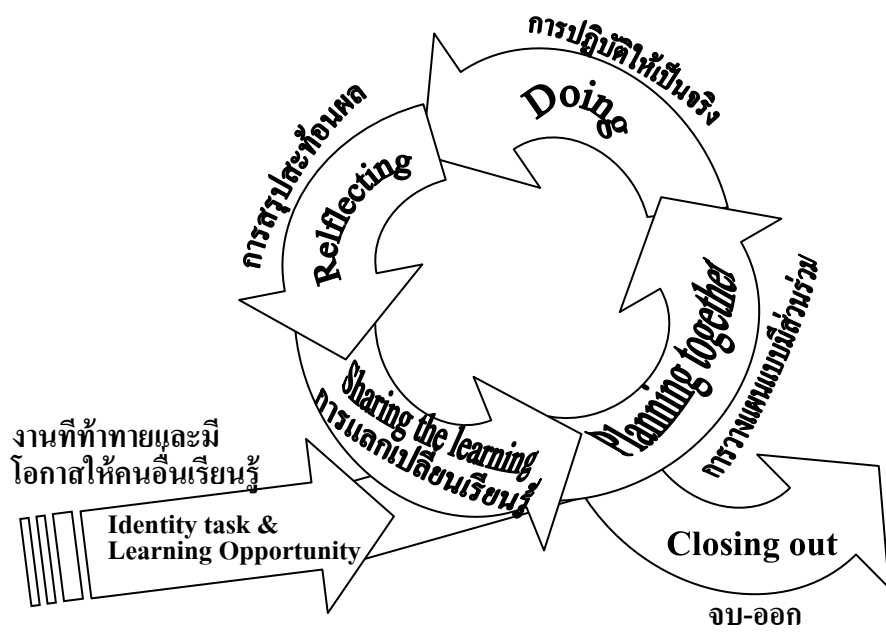 การปฏิบัติให้เป็นจริง
Doing
การสรุปสะท้อนผล
Relflecting
Planning together
การวางแผนแบบมีส่วนร่วม
Sharing the learning
การแลกเปลี่ยนเรียนรู้
งานที่ท้าทายและมี
โอกาสให้คนอื่นเรียนรู้
Identity task &
Learning Opportunity
Closing out
จบ-ออก